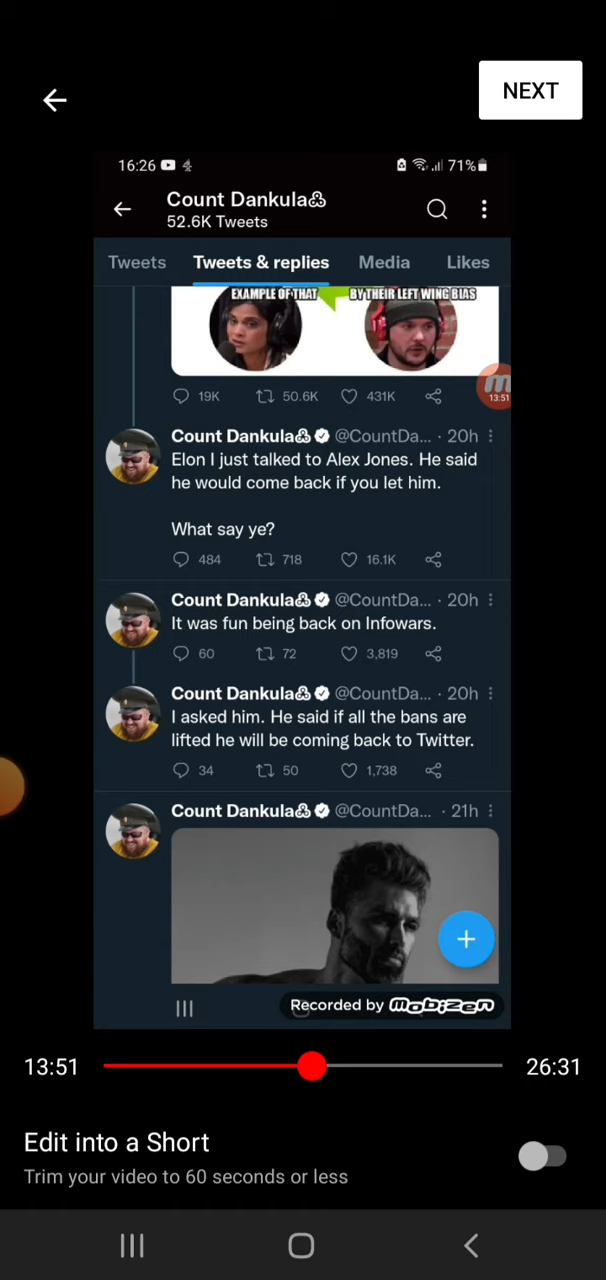 NEXT
16:26 71%
Count Dankula
52.6K Tweets
Tweets Tweets & replies Media Likes
EXAMPLE OF THAT BY THEIR LEFT WING BIAS
19K 50.6K 431K
13:51
Count Dankula @CountDa... · 20h
Elon I just talked to Alex Jones. He said
he would come back if you let him.
What say ye?
484 718 16.1K
Count Dankula @CountDa... · 20h
It was fun being back on Infowars.
60 72 3,819
Count Dankula @CountDa... · 20h
I asked him. He said if all the bans are
lifted he will be coming back to Twitter.
34 50 1,738
Count Dankula @CountDa... · 21h
Recorded by mobizen
13:51 26:31
Edit into a Short
Trim your video to 60 seconds or less